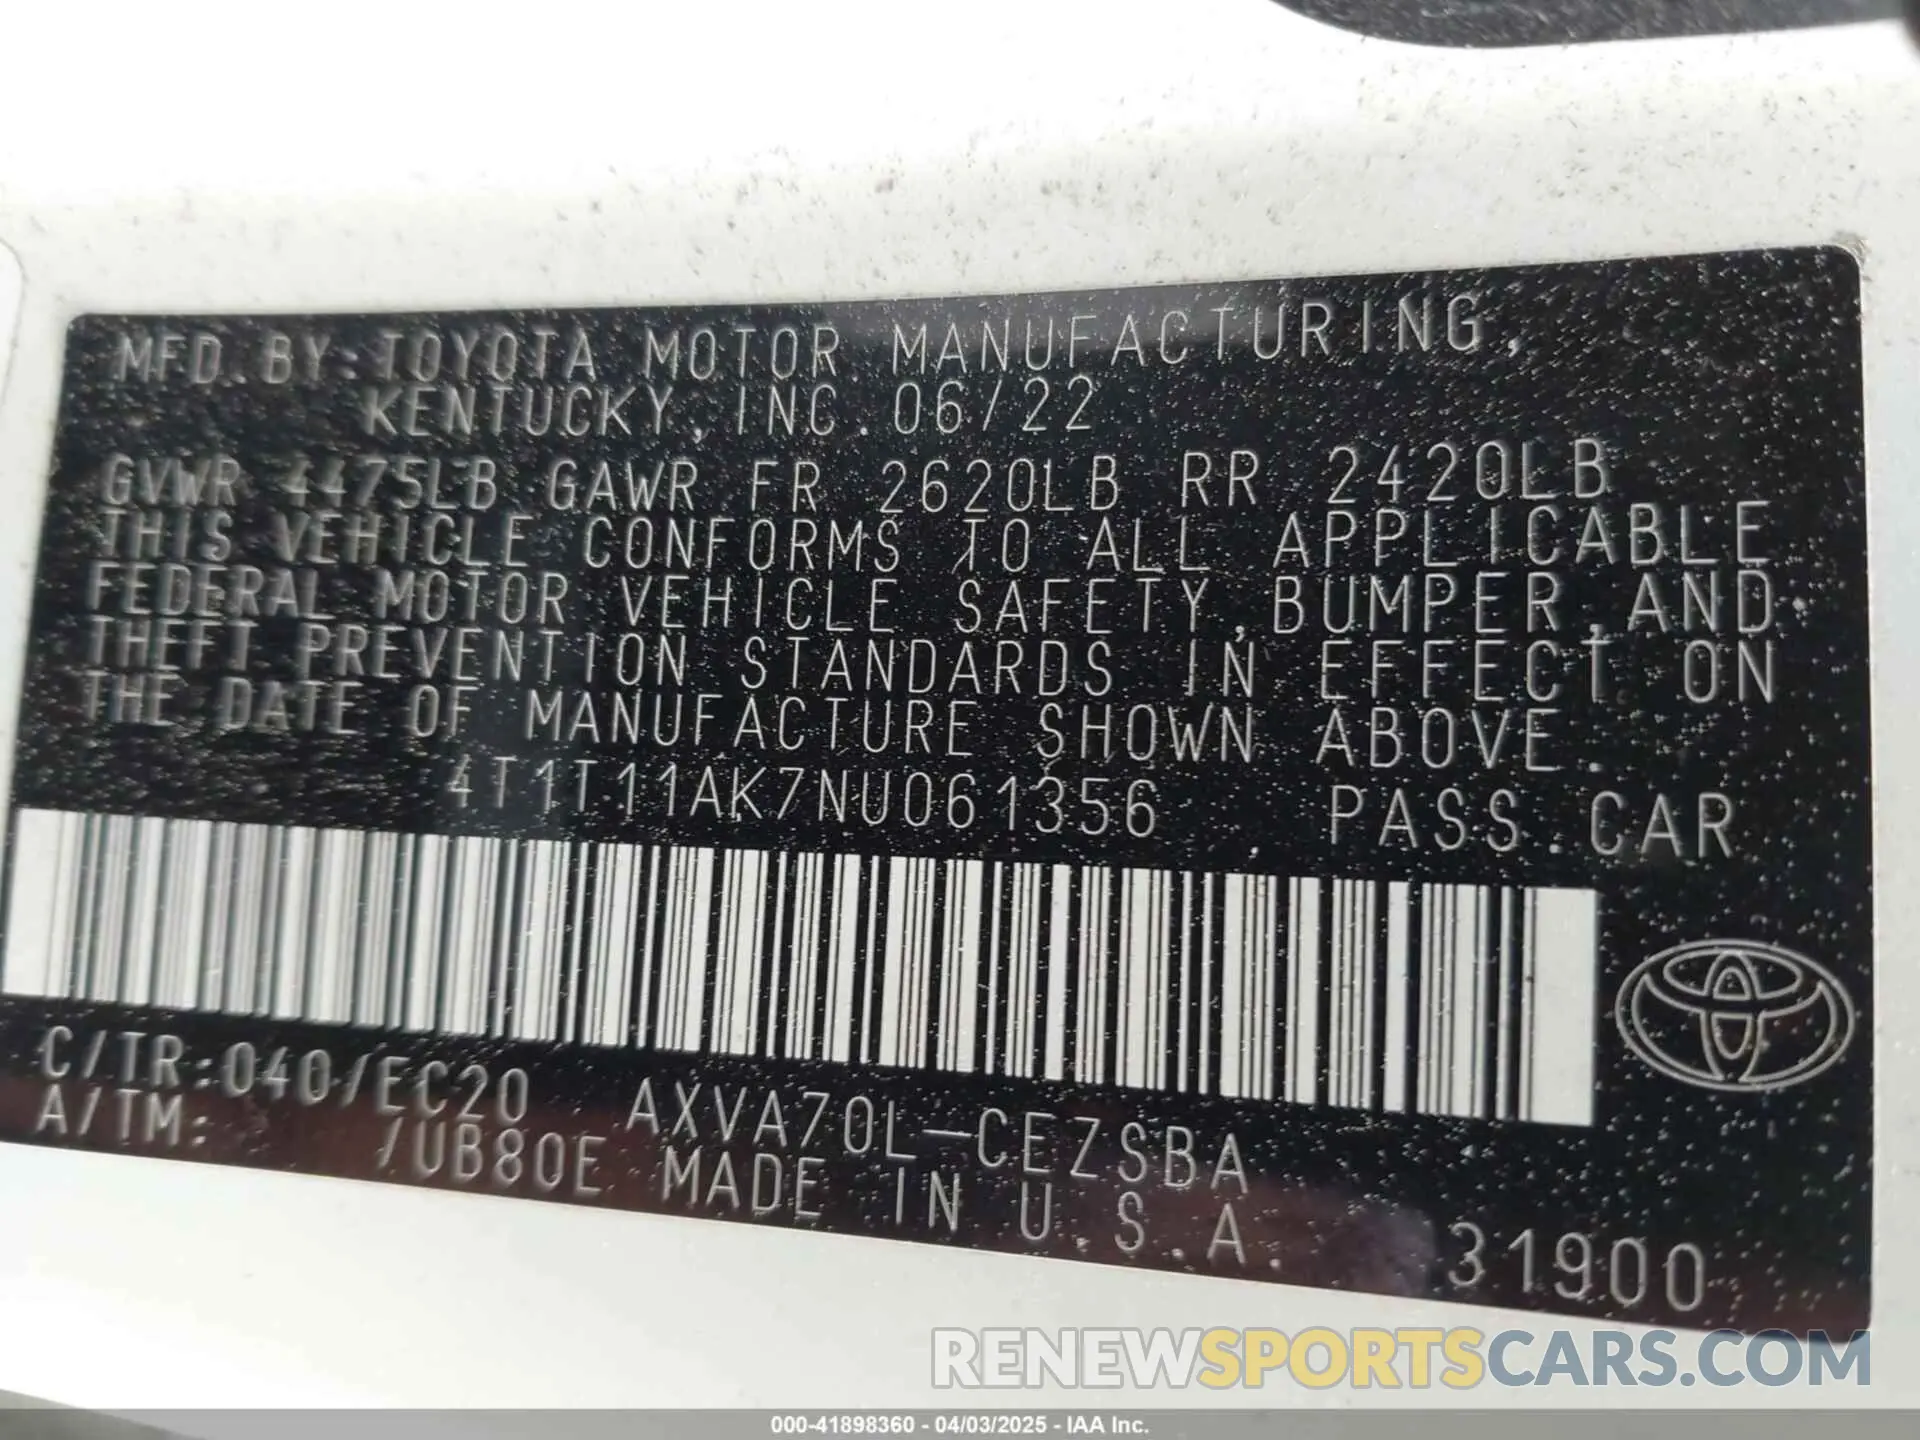 MFD. BY: TOYOTA MOTOR MANUFACTURING,
KENTUCKY, INC. 06/22
GVWR 4475LB GAWR FR 2620LB RR 2420LB
THIS VEHICLE CONFORMS TO ALL APPLICABLE
FEDERAL MOTOR VEHICLE SAFETY, BUMPER, AND
THEFT PREVENTION STANDARDS IN EFFECT ON
THE DATE OF MANUFACTURE SHOWN ABOVE.
4T1T11AK7NU061356 PASS. CAR
C/TR:040/EC20 AXVA70L-CEZSBA
A/TM: /UB80E MADE IN U.S.A. 31900
RENEWSPORTSCARS.COM
000-41898360 - 04/03/2025 - IAA Inc.